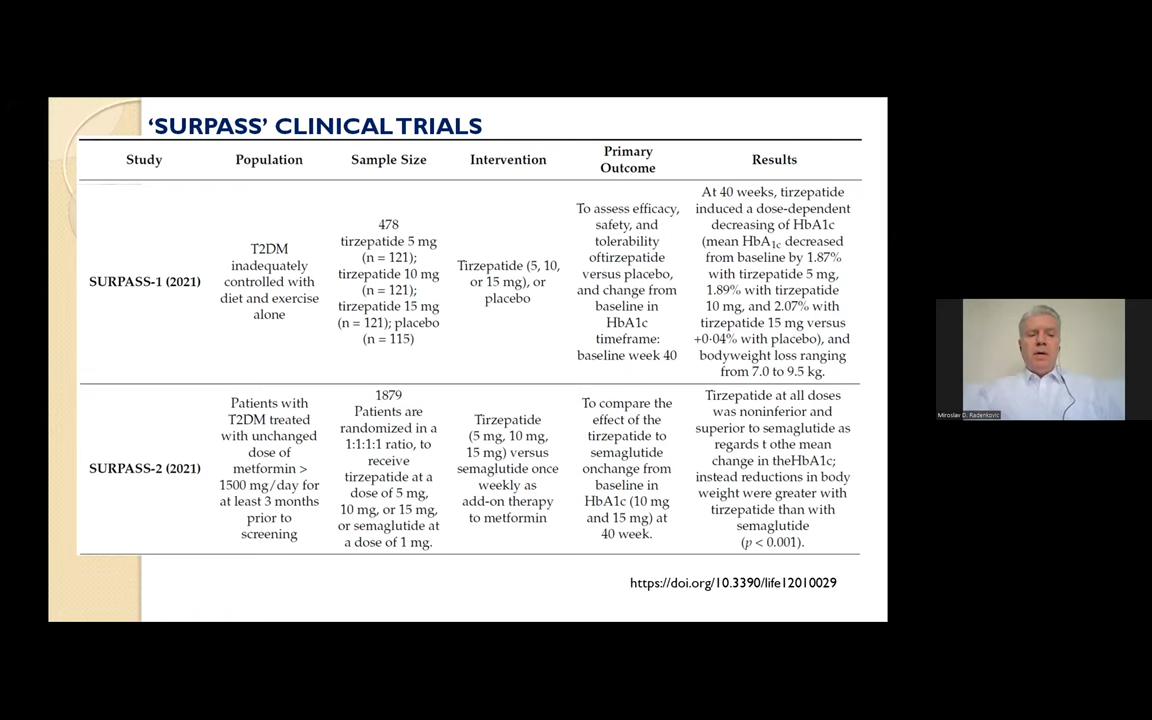 ‘SURPASS’ CLINICAL TRIALS
Study
Population
Sample Size
Intervention
Primary
Outcome
Results
SURPASS-1 (2021)
T2DM
inadequately
controlled with
diet and exercise
alone
478
tirzepatide 5 mg
(n = 121);
tirzepatide 10 mg
(n = 121);
tirzepatide 15 mg
(n = 121); placebo
(n = 115)
Tirzepatide (5, 10,
or 15 mg), or
placebo
To assess efficacy,
safety, and
tolerability
oftirzepatide
versus placebo,
and change from
baseline in
HbA1c
timeframe:
baseline week 40
At 40 weeks, tirzepatide
induced a dose-dependent
decreasing of HbA1c
(mean HbA1c decreased
from baseline by 1.87%
with tirzepatide 5 mg,
1.89% with tirzepatide
10 mg, and 2.07% with
tirzepatide 15 mg versus
+0·04% with placebo), and
bodyweight loss ranging
from 7.0 to 9.5 kg.
SURPASS-2 (2021)
Patients with
T2DM treated
with unchanged
dose of
metformin >
1500 mg/day for
at least 3 months
prior to
screening
1879
Patients are
randomized in a
1:1:1:1 ratio, to
receive
tirzepatide at a
dose of 5 mg,
10 mg, or 15 mg,
or semaglutide at
a dose of 1 mg.
Tirzepatide
(5 mg, 10 mg,
15 mg) versus
semaglutide once
weekly as
add-on therapy
to metformin
To compare the
effect of the
tirzepatide to
semaglutide
onchange from
baseline in
HbA1c (10 mg
and 15 mg) at
40 week.
Tirzepatide at all doses
was noninferior and
superior to semaglutide as
regards t othe mean
change in theHbA1c;
instead reductions in body
weight were greater with
tirzepatide than with
semaglutide
(p < 0.001).
https://doi.org/10.3390/life12010029
Miroslav D. Radenkovic